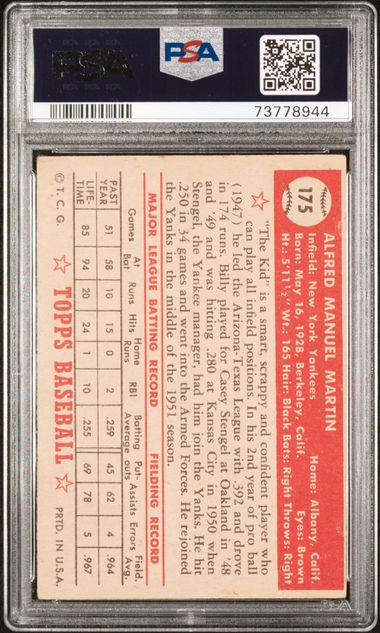 PSA
PSA
73778944
175
ALFRED MANUEL MARTIN
Infield: New York Yankees Home: Albany, Calif.
Born: May 16, 1928, Berkeley, Calif. Eyes: Brown
Ht.: 5'11½" Wt.: 165 Hair: Black Bats: Right Throws: Right
"The Kid" is a smart, scrappy and confident player who
can play all infield positions. In his 2nd year of pro ball
(1947) he led the Arizona-Texas League with .392 and drove
in 174 runs. Billy played for Casey Stengel at Oakland in '48
and '49 and was hitting .280 at Kansas City in 1950 when
Stengel, the Yankee manager, had him join the Yanks. He hit
.250 in 34 games and went into the Armed Forces. He rejoined
the Yanks in the middle of the 1951 season.
MAJOR LEAGUE BATTING RECORD FIELDING RECORD
Games At Bat Runs Hits Home Runs RBI Batting Average Put-outs Assists Errors Field. Avg.
PAST YEAR 51 58 10 15 0 2 .259 45 62 4 .964
LIFE-TIME 85 94 20 24 1 10 .255 69 78 5 .967
© T.C.G. TOPPS BASEBALL PRTD. IN U.S.A.